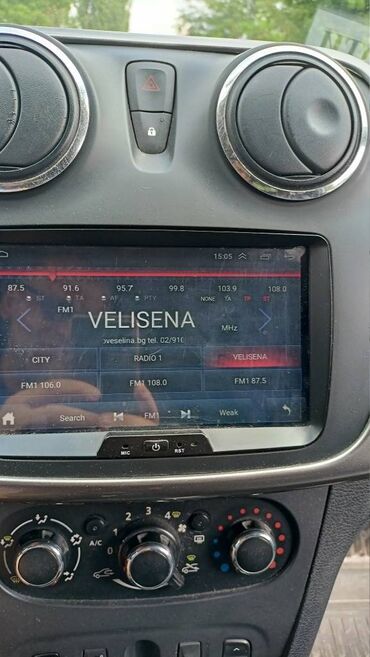 15:05
87.5 91.6 95.7 99.8 103.9 108.0
ST TA AF PTY NONE TA TP ST
FM1
VELISENA
MHz
oveselina.bg tel. 02/916
CITY RADIO 1 VELISENA
FM1 106.0 FM1 108.0 FM1 87.5
Search FM1 Weak
MIC RST
A/C 0 1 2 3 4